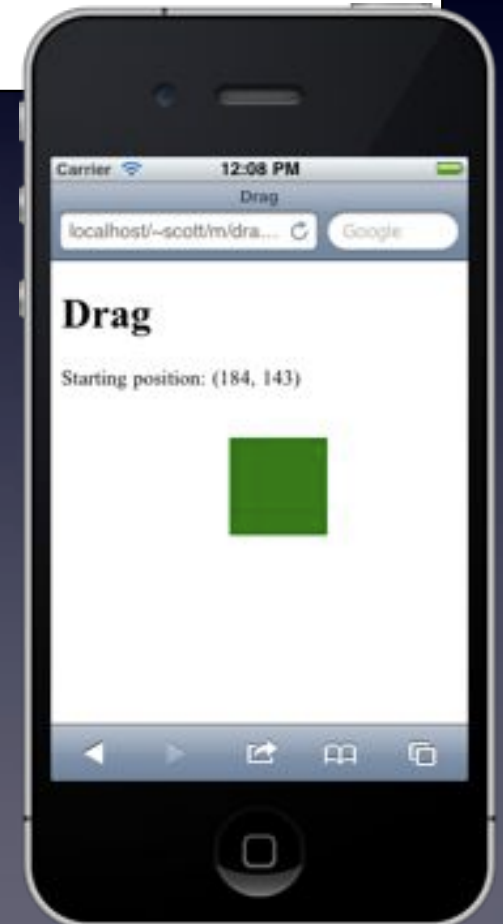 Carrier 12:08 PM
Drag
localhost/~scott/m/dra... Google
Drag
Starting position: (184, 143)